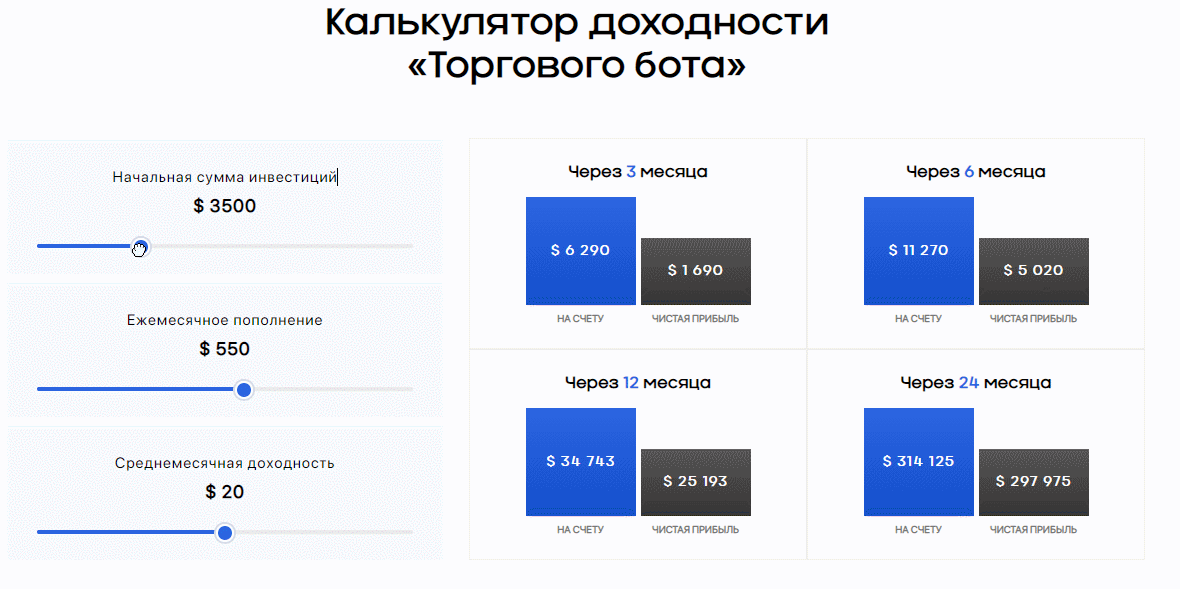 Калькулятор доходности
«Торгового бота»
Начальная сумма инвестиций
$ 3500
Ежемесячное пополнение
$ 550
Среднемесячная доходность
$ 20
Через 3 месяца
$ 6 290
$ 1 690
НА СЧЕТУ
ЧИСТАЯ ПРИБЫЛЬ
Через 6 месяца
$ 11 270
$ 5 020
НА СЧЕТУ
ЧИСТАЯ ПРИБЫЛЬ
Через 12 месяца
$ 34 743
$ 25 193
НА СЧЕТУ
ЧИСТАЯ ПРИБЫЛЬ
Через 24 месяца
$ 314 125
$ 297 975
НА СЧЕТУ
ЧИСТАЯ ПРИБЫЛЬ